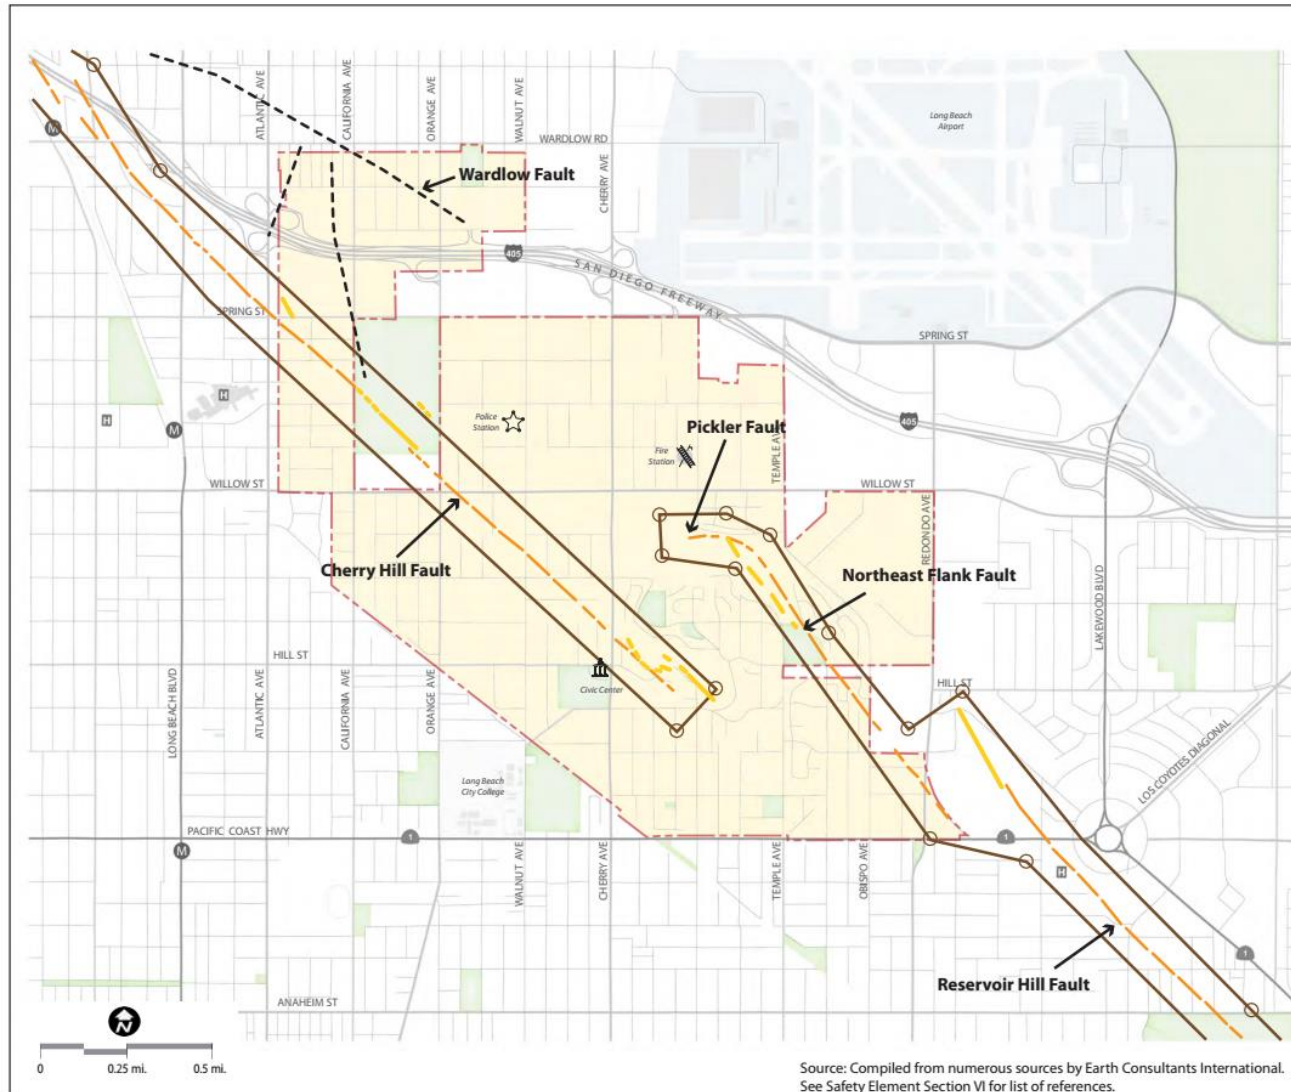 ATLANTIC AVE
CALIFORNIA AVE
ORANGE AVE
WALNUT AVE
CHERRY AVE
Long Beach
Airport
M
WARDLOW RD
Wardlow Fault
405
SAN DIEGO FREEWAY
SPRING ST
SPRING ST
H
H
M
Police
Station
Fire
Station
Pickler Fault
TEMPLE AVE
405
WILLOW ST
WILLOW ST
REDONDO AVE
Cherry Hill Fault
Northeast Flank Fault
LAKEWOOD BLVD
HILL ST
HILL ST
Civic Center
LONG BEACH BLVD
ATLANTIC AVE
CALIFORNIA AVE
ORANGE AVE
LOS COYOTES DIAGONAL
Long Beach
City College
PACIFIC COAST HWY
1
1
M
WALNUT AVE
CHERRY AVE
TEMPLE AVE
OBISPO AVE
H
1
Reservoir Hill Fault
ANAHEIM ST
N
0
0.25 mi.
0.5 mi.
Source: Compiled from numerous sources by Earth Consultants International.
See Safety Element Section VI for list of references.